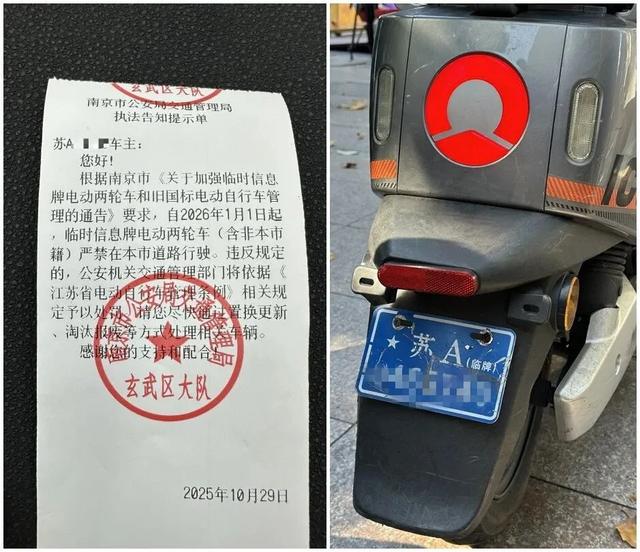 玄武区大队
南京市公安局交通管理局
执法告知提示单
苏A 车主：
您好！
根据南京市《关于加强临时信息
牌电动两轮车和旧国标电动自行车管
理的通告》要求，自2026年1月1日起
，临时信息牌电动两轮车（含非本市
籍）严禁在本市道路行驶。违反规定
的，公安机关交通管理部门将依据《
江苏省电动自行车管理条例》相关规
定予以处罚。请您尽快通过置换更新
、淘汰报废等方式处理相关车辆。
感谢您的支持和配合
玄武区大队
2025年10月29日
苏A(临牌)